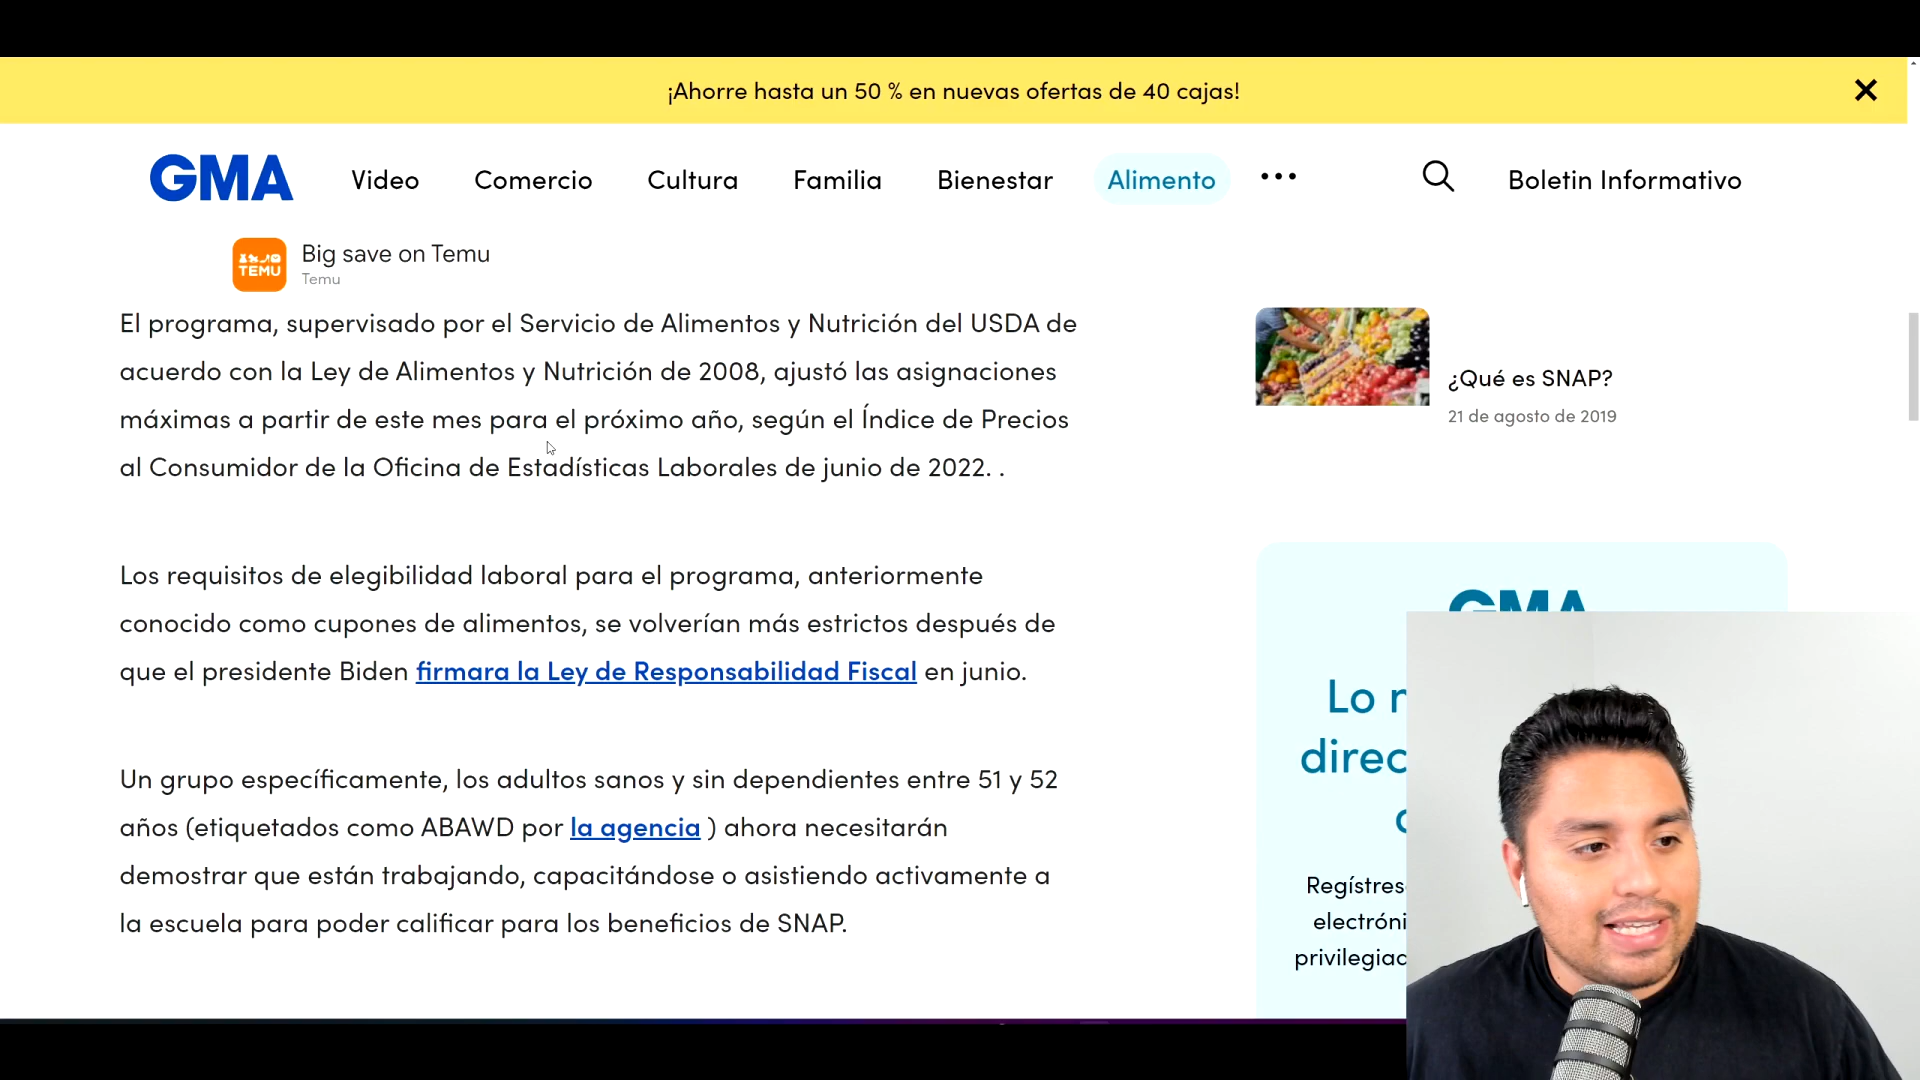 ¡Ahorre hasta un 50 % en nuevas ofertas de 40 cajas!
GMA
Video
Comercio
Cultura
Familia
Bienestar
Alimento
Boletin Informativo
TEMU
Big save on Temu
Temu
El programa, supervisado por el Servicio de Alimentos y Nutrición del USDA de
acuerdo con la Ley de Alimentos y Nutrición de 2008, ajustó las asignaciones
máximas a partir de este mes para el próximo año, según el Índice de Precios
al Consumidor de la Oficina de Estadísticas Laborales de junio de 2022. .
Los requisitos de elegibilidad laboral para el programa, anteriormente
conocido como cupones de alimentos, se volverían más estrictos después de
que el presidente Biden firmara la Ley de Responsabilidad Fiscal en junio.
Un grupo específicamente, los adultos sanos y sin dependientes entre 51 y 52
años (etiquetados como ABAWD por la agencia ) ahora necesitarán
demostrar que están trabajando, capacitándose o asistiendo activamente a
la escuela para poder calificar para los beneficios de SNAP.
¿Qué es SNAP?
21 de agosto de 2019
GMA
Lo